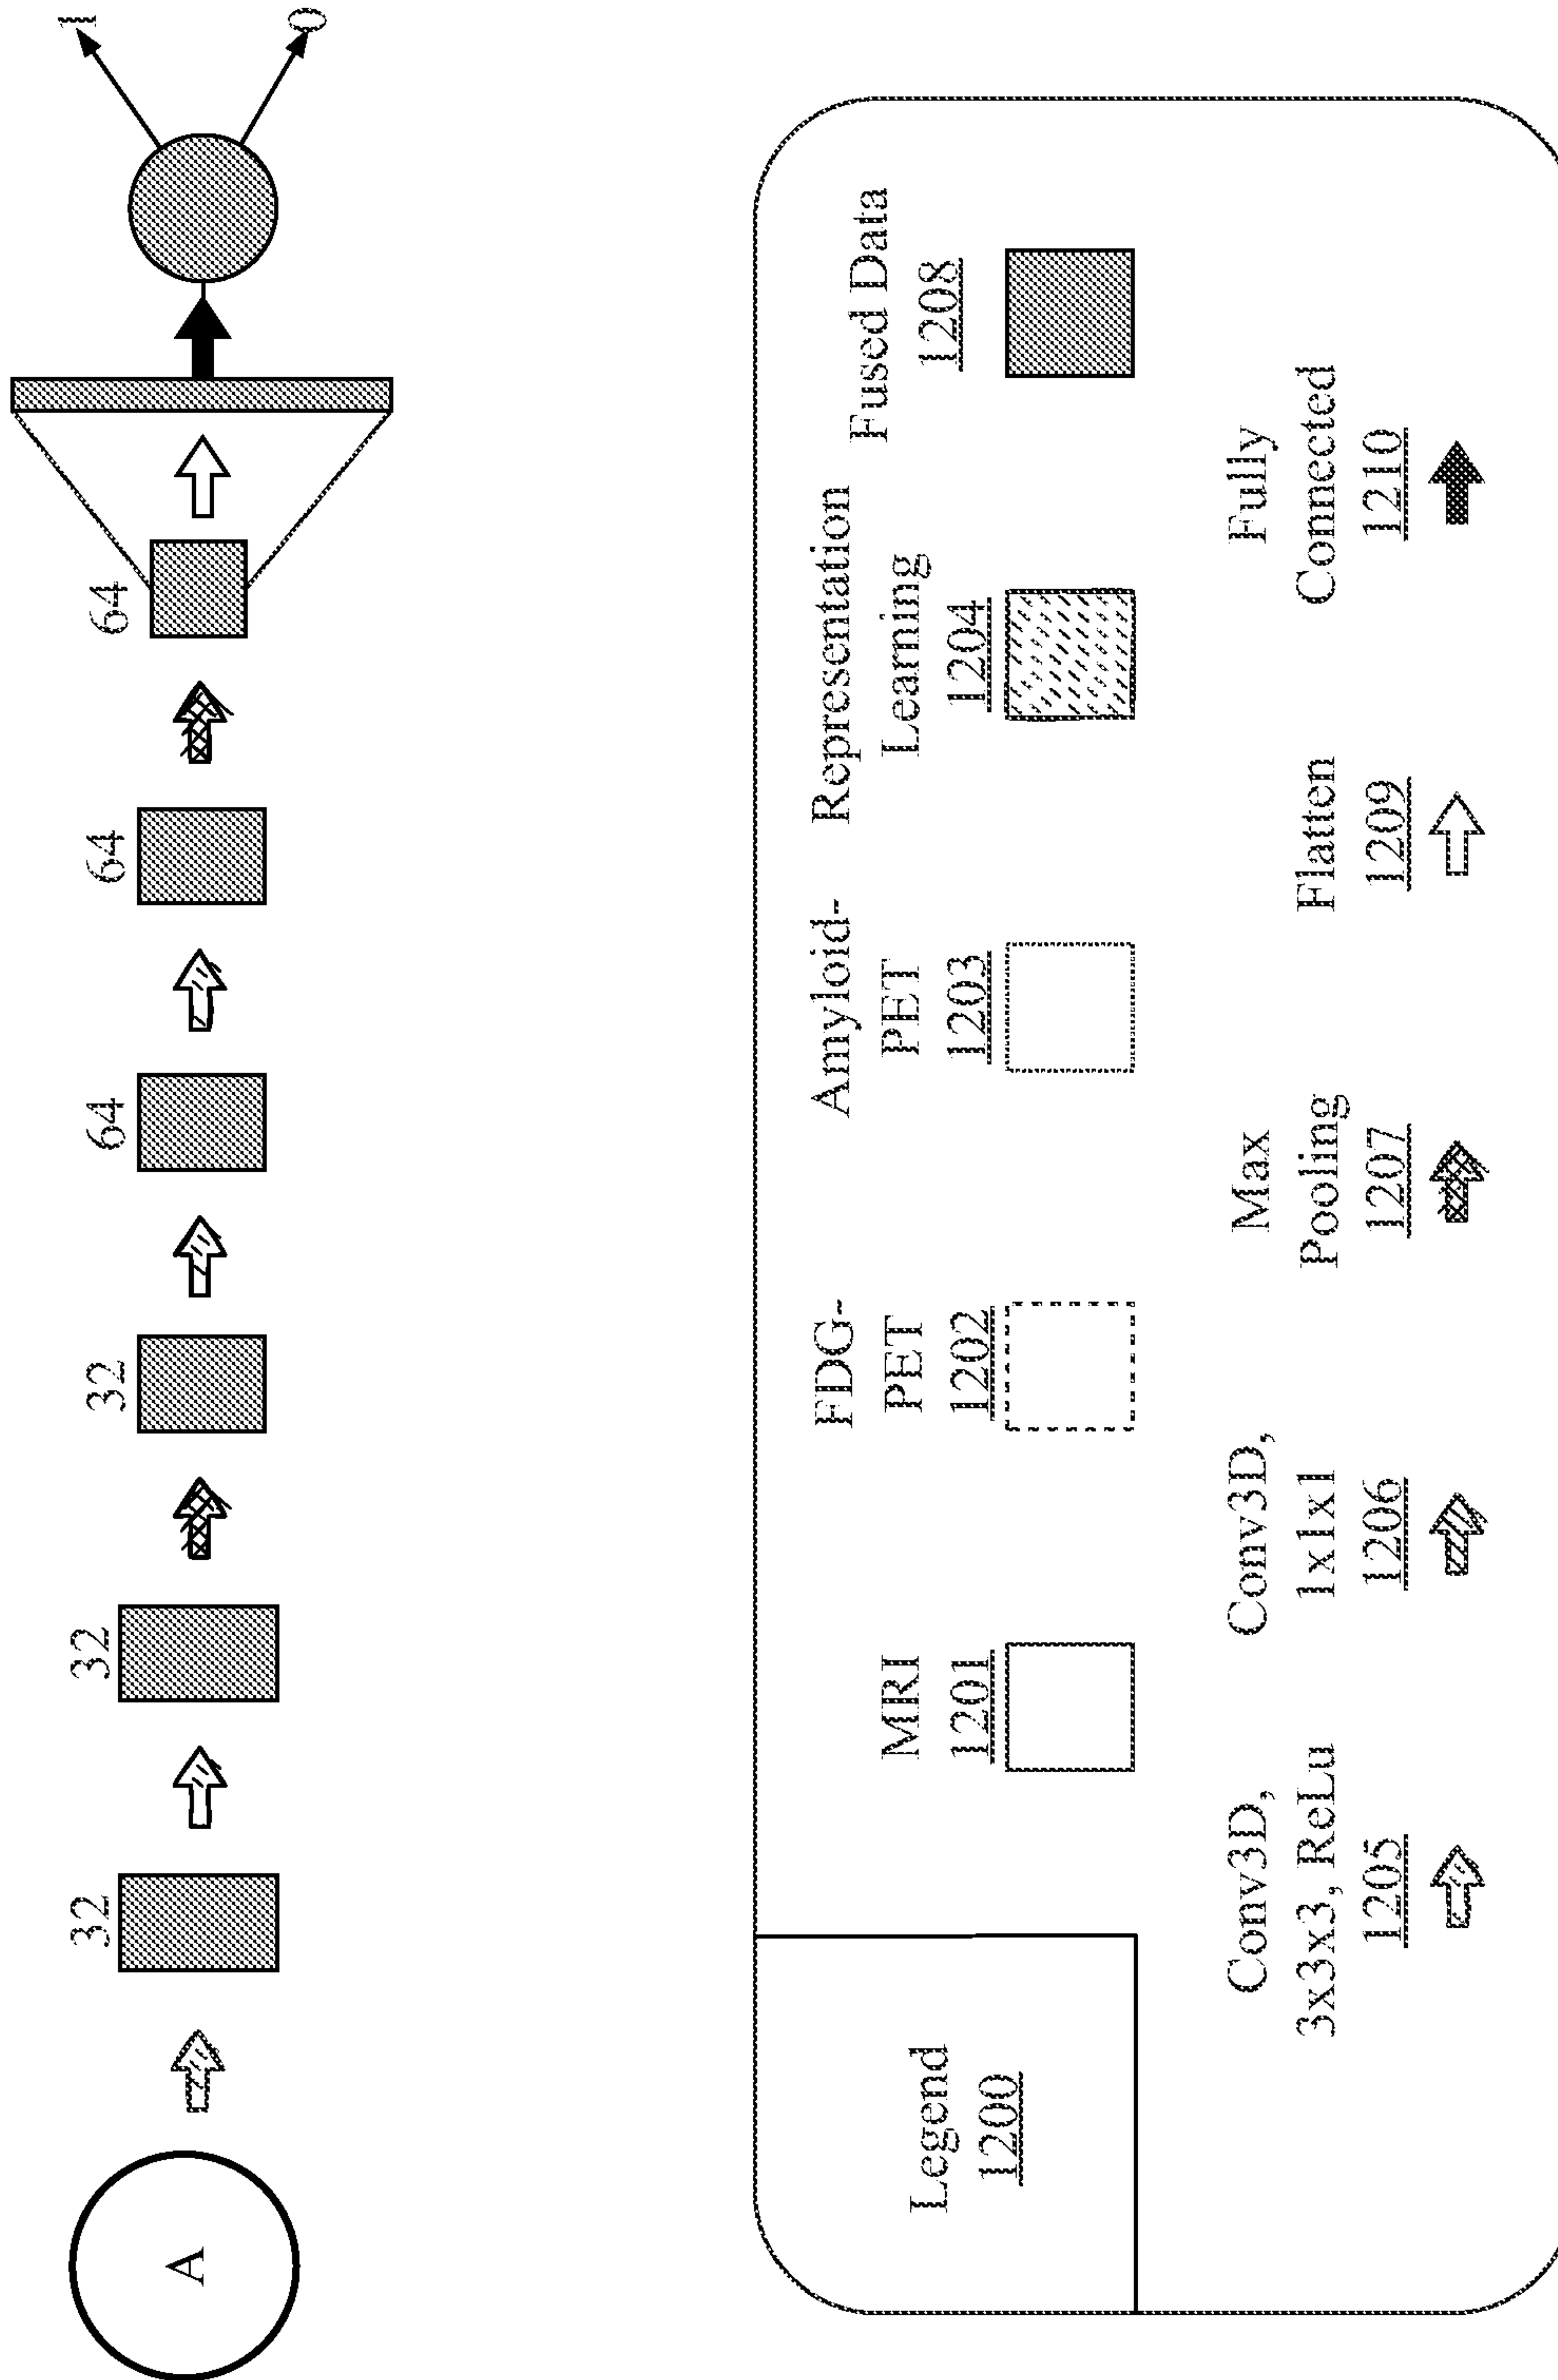 A
32
32
32
64
64
64
1
0
Legend
1200
MRI
1201
FDG-
PET
1202
Amyloid-
PET
1203
Representation
Learning
1204
Fused Data
1208
Conv3D,
3x3x3, ReLu
1205
Conv3D,
1x1x1
1206
Max
Pooling
1207
Flatten
1209
Fully
Connected
1210